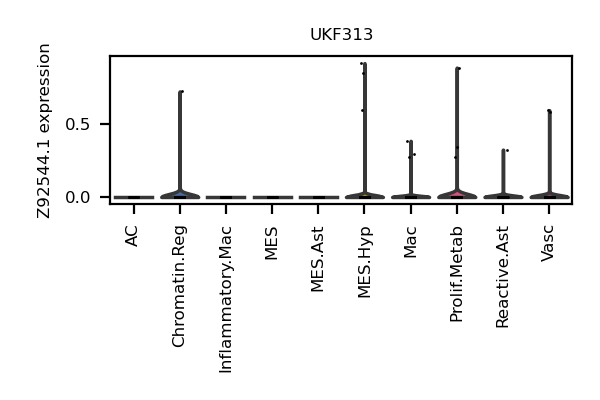 UKF313
Z92544.1 expression
0.5
0.0
AC
Chromatin.Reg
Inflammatory.Mac
MES
MES.Ast
MES.Hyp
Mac
Prolif.Metab
Reactive.Ast
Vasc